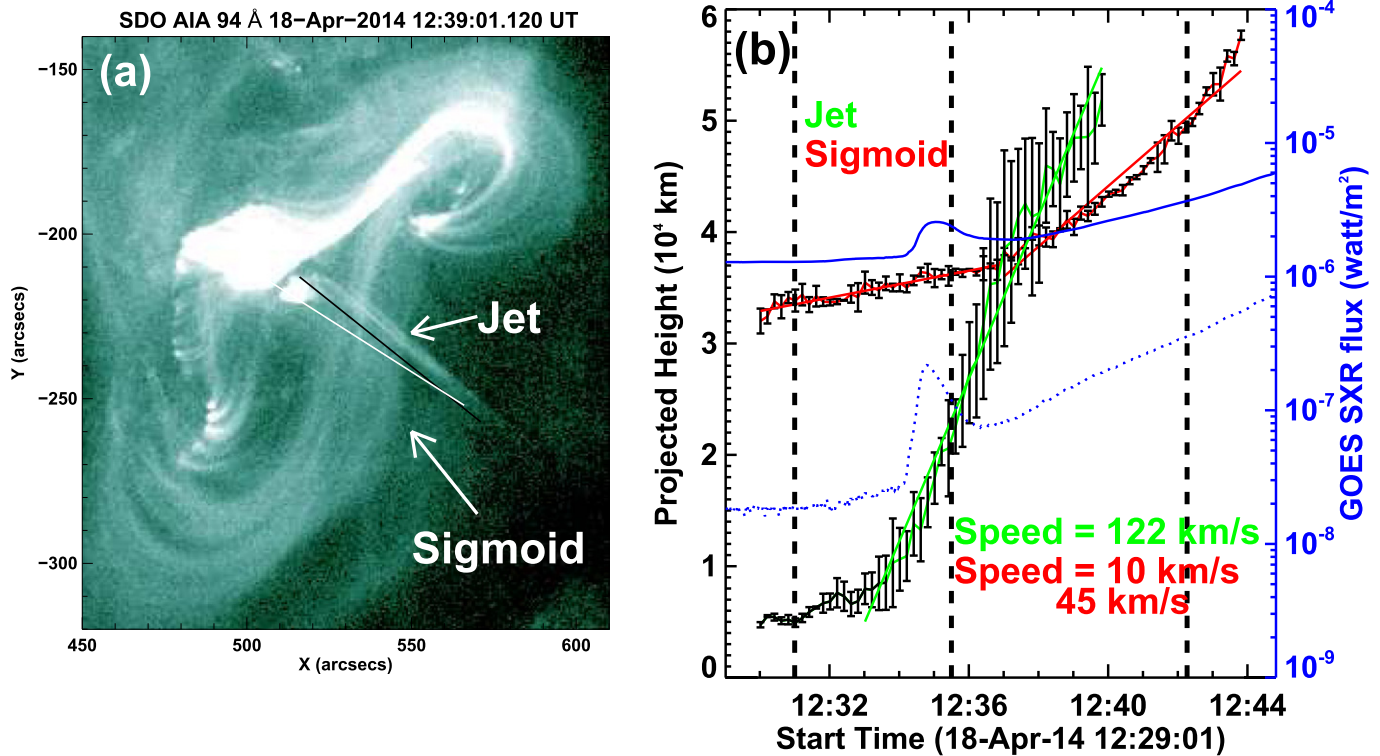 SDO AIA 94 Å 18−Apr−2014 12:39:01.120 UT
(a)
−150
−200
−250
−300
Y (arcsecs)
450
500
550
600
X (arcsecs)
Jet
Sigmoid
(b)
Jet
Sigmoid
6
5
4
3
2
1
0
Projected Height (10⁴ km)
10⁻⁴
10⁻⁵
10⁻⁶
10⁻⁷
10⁻⁸
10⁻⁹
GOES SXR flux (watt/m²)
Speed = 122 km/s
Speed = 10 km/s
45 km/s
12:32
12:36
12:40
12:44
Start Time (18-Apr-14 12:29:01)